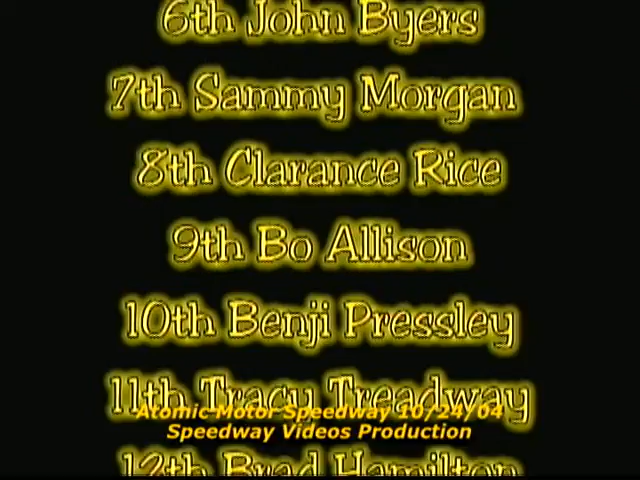 6th John Byers
7th Sammy Morgan
8th Clarance Rice
9th Bo Allison
10th Benji Pressley
11th Tracy Treadway
Atomic Motor Speedway 10/24/04
Speedway Videos Production
12th Brad Hamilton